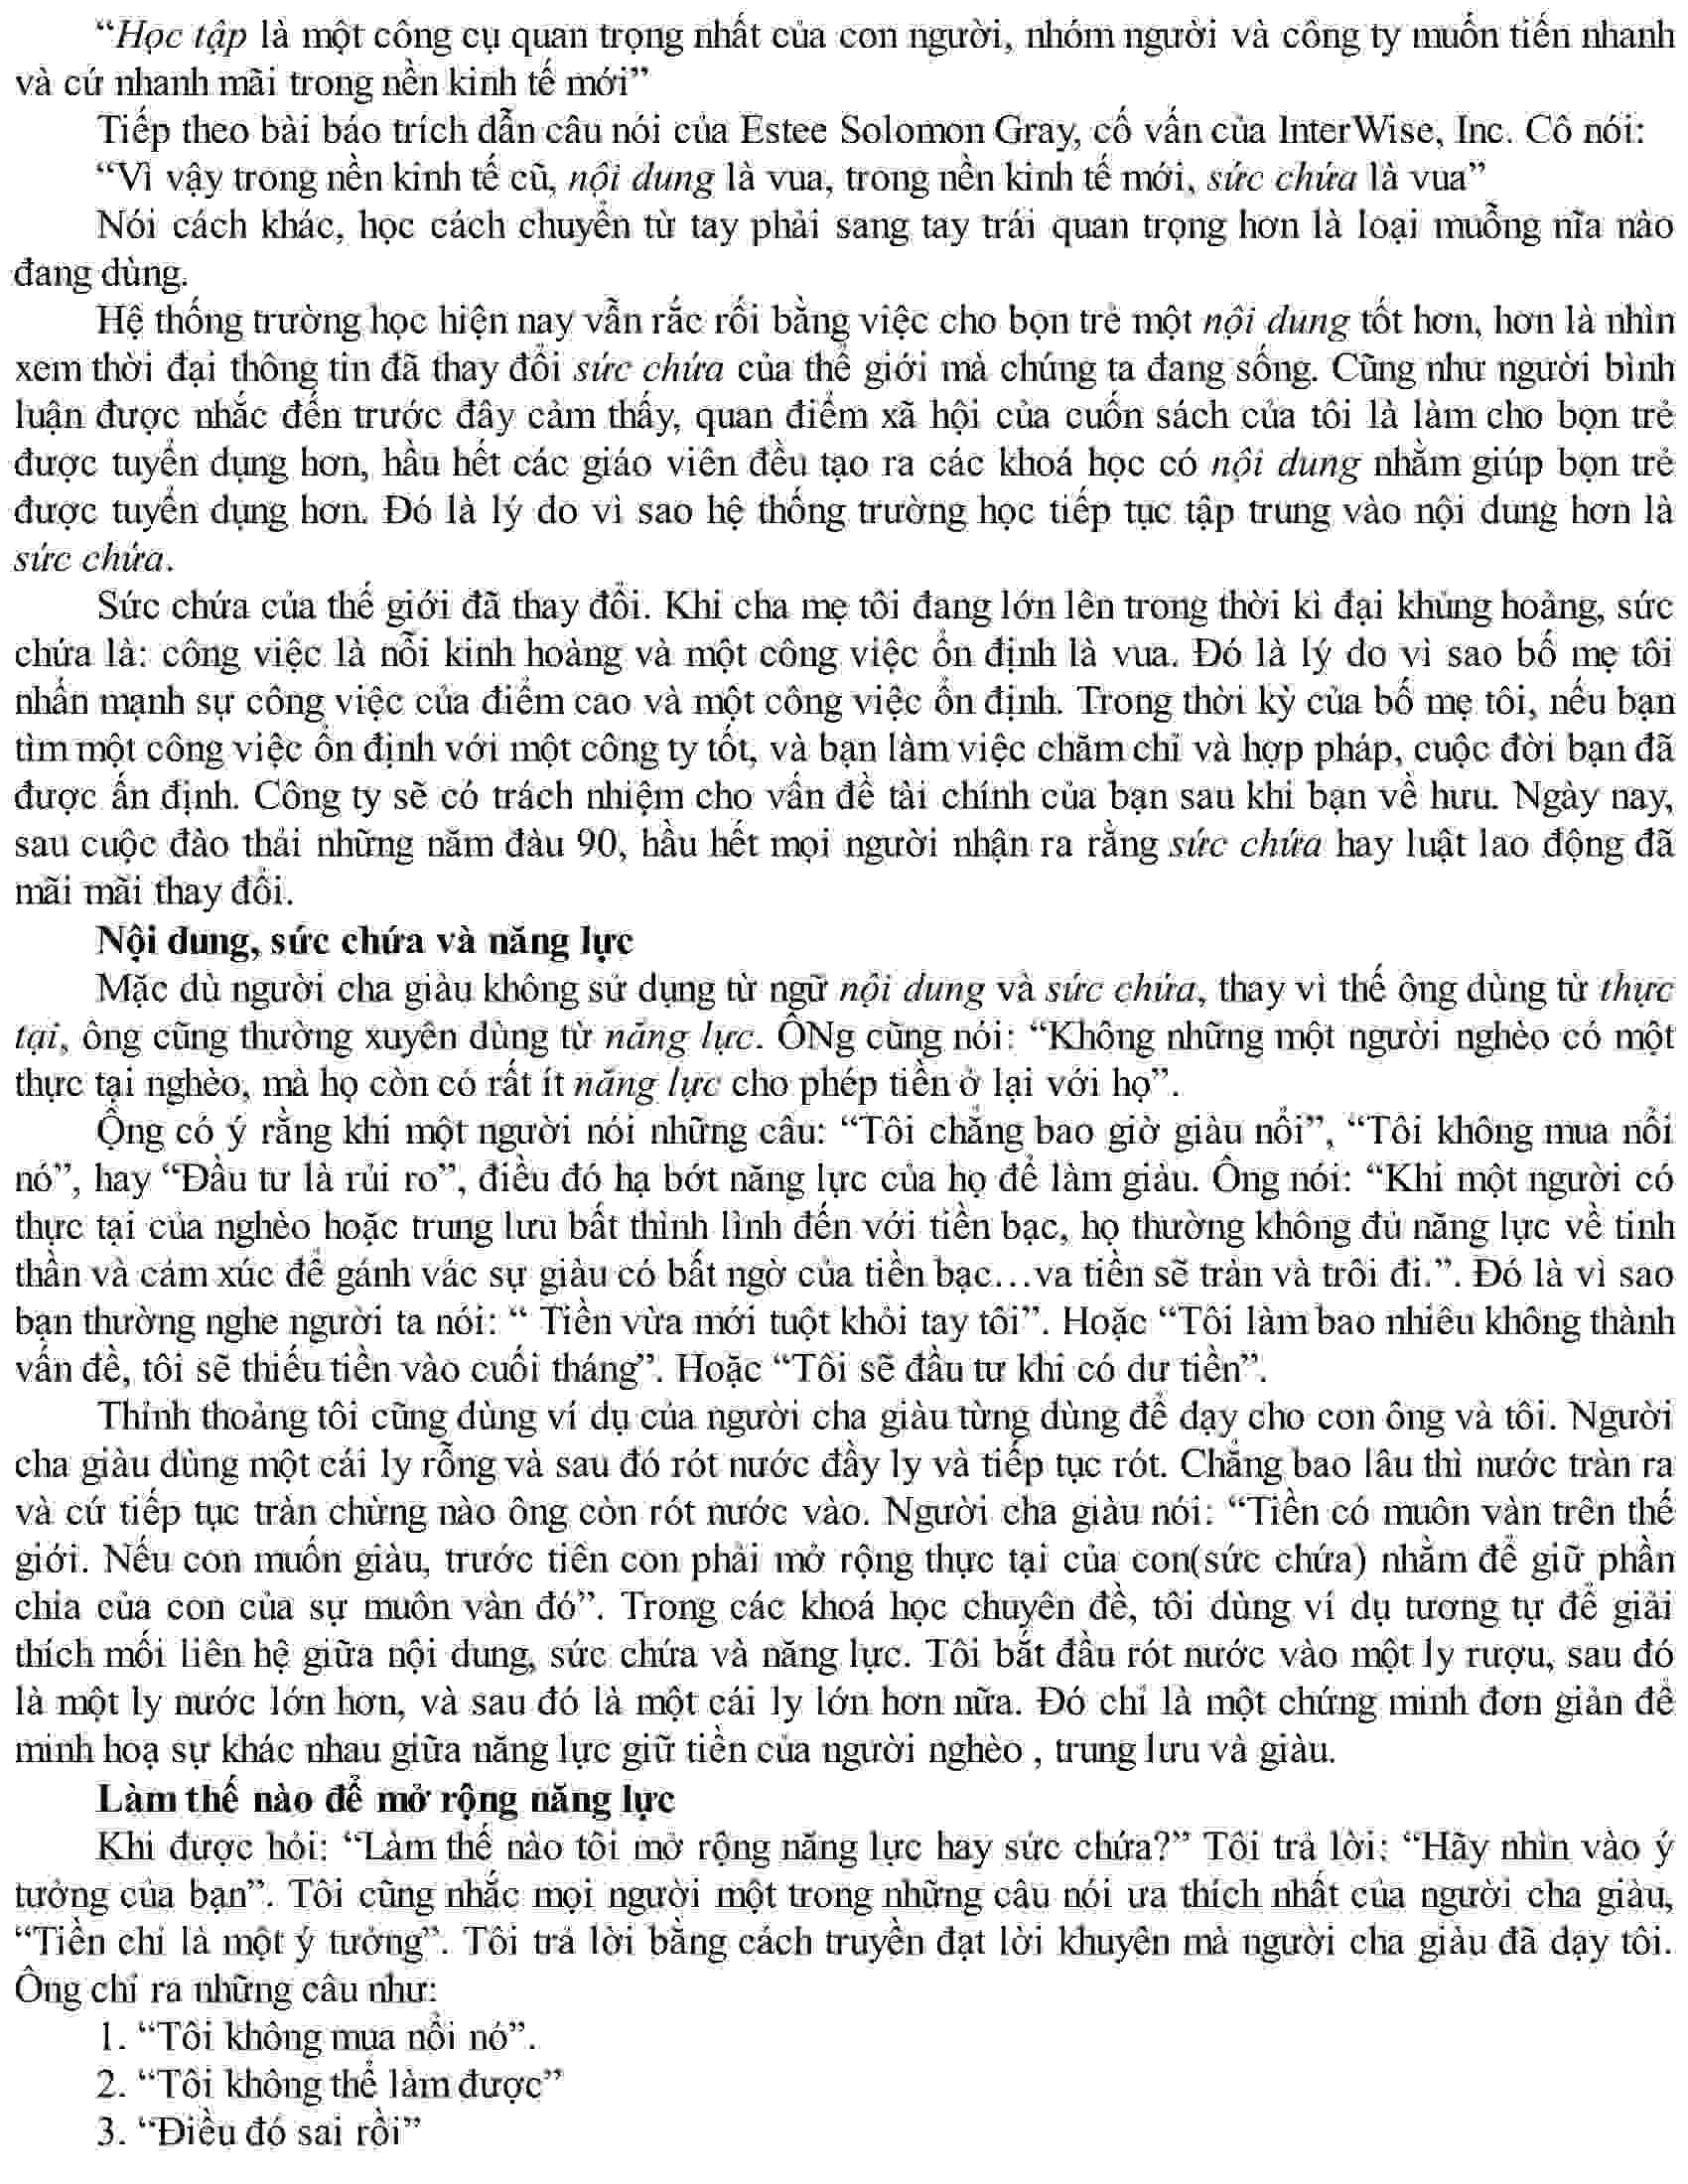 “Học tập là một công cụ quan trọng nhất của con người, nhóm người và công ty muốn tiến nhanh
và cứ nhanh mãi trong nền kinh tế mới”
Tiếp theo bài báo trích dẫn câu nói của Estee Solomon Gray, cố vấn của InterWise, Inc. Cô nói:
“Vì vậy trong nền kinh tế cũ, nội dung là vua, trong nền kinh tế mới, sức chứa là vua”
Nói cách khác, học cách chuyển từ tay phải sang tay trái quan trọng hơn là loại muỗng nĩa nào
đang dùng.
Hệ thống trường học hiện nay vẫn rắc rối bằng việc cho bọn trẻ một nội dung tốt hơn, hơn là nhìn
xem thời đại thông tin đã thay đổi sức chứa của thế giới mà chúng ta đang sống. Cũng như người bình
luận được nhắc đến trước đây cảm thấy, quan điểm xã hội của cuốn sách của tôi là làm cho bọn trẻ
được tuyển dụng hơn, hầu hết các giáo viên đều tạo ra các khoá học có nội dung nhằm giúp bọn trẻ
được tuyển dụng hơn. Đó là lý do vì sao hệ thống trường học tiếp tục tập trung vào nội dung hơn là
sức chứa.
Sức chứa của thế giới đã thay đổi. Khi cha mẹ tôi đang lớn lên trong thời kì đại khủng hoảng, sức
chứa là: công việc là nỗi kinh hoàng và một công việc ổn định là vua. Đó là lý do vì sao bố mẹ tôi
nhấn mạnh sự công việc của điểm cao và một công việc ổn định. Trong thời kỳ của bố mẹ tôi, nếu bạn
tìm một công việc ổn định với một công ty tốt, và bạn làm việc chăm chỉ và hợp pháp, cuộc đời bạn đã
được ấn định. Công ty sẽ có trách nhiệm cho vấn đề tài chính của bạn sau khi bạn về hưu. Ngày nay,
sau cuộc đào thải những năm đàu 90, hầu hết mọi người nhận ra rằng sức chứa hay luật lao động đã
mãi mãi thay đổi.
Nội dung, sức chứa và năng lực
Mặc dù người cha giàu không sử dụng từ ngữ nội dung và sức chứa, thay vì thế ông dùng từ thực
tại, ông cũng thường xuyên dùng từ năng lực. ÔNg cũng nói: “Không những một người nghèo có một
thực tại nghèo, mà họ còn có rất ít năng lực cho phép tiền ở lại với họ”.
Ông có ý rằng khi một người nói những câu: “Tôi chẳng bao giờ giàu nổi”, “Tôi không mua nổi
nó”, hay “Đầu tư là rủi ro”, điều đó hạ bớt năng lực của họ để làm giàu. Ông nói: “Khi một người có
thực tại của nghèo hoặc trung lưu bất thình lình đến với tiền bạc, họ thường không đủ năng lực về tinh
thần và cảm xúc để gánh vác sự giàu có bất ngờ của tiền bạc…va tiền sẽ tràn và trôi đi.”. Đó là vì sao
bạn thường nghe người ta nói: “ Tiền vừa mới tuột khỏi tay tôi”. Hoặc “Tôi làm bao nhiêu không thành
vấn đề, tôi sẽ thiếu tiền vào cuối tháng”. Hoặc “Tôi sẽ đầu tư khi có dư tiền”.
Thỉnh thoảng tôi cũng dùng ví dụ của người cha giàu từng dùng để dạy cho con ông và tôi. Người
cha giàu dùng một cái ly rỗng và sau đó rót nước đầy ly và tiếp tục rót. Chẳng bao lâu thì nước tràn ra
và cứ tiếp tục tràn chừng nào ông còn rót nước vào. Người cha giàu nói: “Tiền có muôn vàn trên thế
giới. Nếu con muốn giàu, trước tiên con phải mở rộng thực tại của con(sức chứa) nhằm để giữ phần
chia của con của sự muôn vàn đó”. Trong các khoá học chuyên đề, tôi dùng ví dụ tương tự để giải
thích mối liên hệ giữa nội dung, sức chứa và năng lực. Tôi bắt đầu rót nước vào một ly rượu, sau đó
là một ly nước lớn hơn, và sau đó là một cái ly lớn hơn nữa. Đó chỉ là một chứng minh đơn giản để
minh hoạ sự khác nhau giữa năng lực giữ tiền của người nghèo , trung lưu và giàu.
Làm thế nào để mở rộng năng lực
Khi được hỏi: “Làm thế nào tôi mở rộng năng lực hay sức chứa?” Tôi trả lời: “Hãy nhìn vào ý
tưởng của bạn”. Tôi cũng nhắc mọi người một trong những câu nói ưa thích nhất của người cha giàu,
“Tiền chỉ là một ý tưởng”. Tôi trả lời bằng cách truyền đạt lời khuyên mà người cha giàu đã dạy tôi.
Ông chỉ ra những câu như:
1. “Tôi không mua nổi nó”.
2. “Tôi không thể làm được”
3. “Điều đó sai rồi”